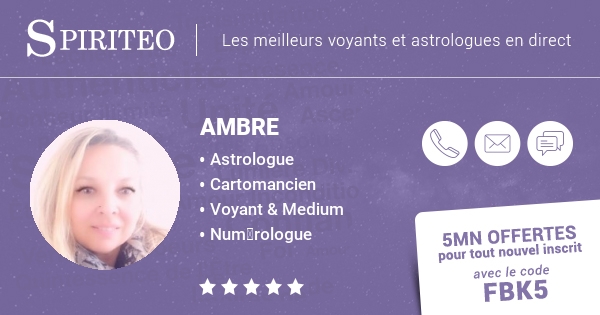 SPIRITEO
Les meilleurs voyants et astrologues en direct
AMBRE
• Astrologue
• Cartomancien
• Voyant & Medium
• Num▯rologue
5MN OFFERTES
pour tout nouvel inscrit
avec le code
FBK5